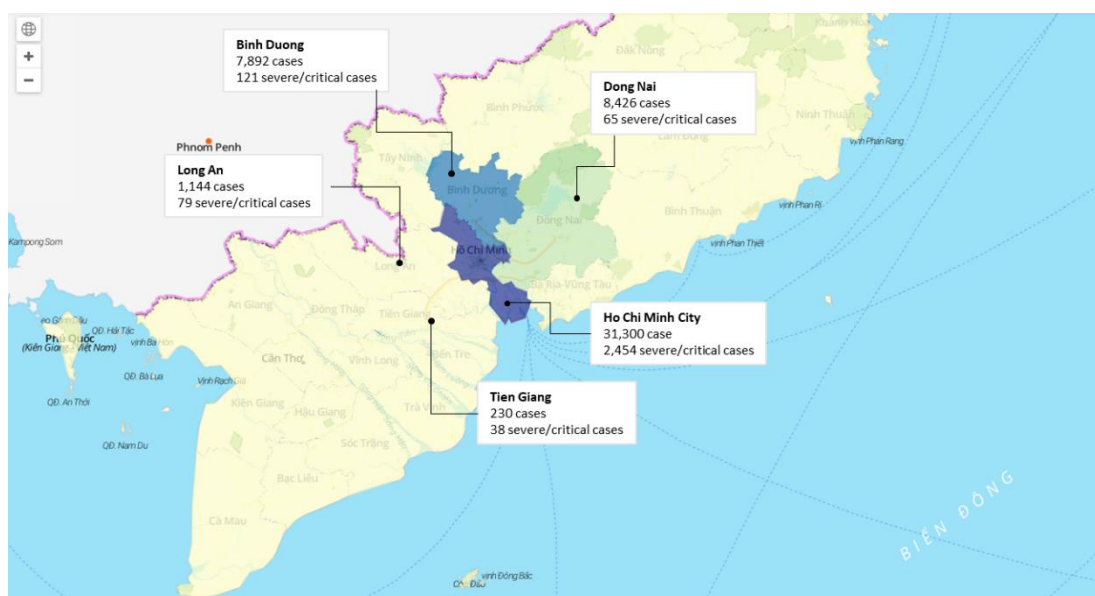 Binh Duong
7,892 cases
121 severe/critical cases
Dong Nai
8,426 cases
65 severe/critical cases
Long An
1,144 cases
79 severe/critical cases
Ho Chi Minh City
31,300 case
2,454 severe/critical cases
Tien Giang
230 cases
38 severe/critical cases
+
−
Khánh Hòa
Đắk Nông
Bình Phước
Lâm Đồng
Ninh Thuận
vịnh Phan Rang
Phnom Penh
Tây Ninh
Bình Dương
Đồng Nai
Bình Thuận
vịnh Phan Rí
vịnh Phan Thiết
Kampong Som
Hồ Chí Minh
Long An
Bà Rịa-Vũng Tàu
An Giang
Đồng Tháp
Tiền Giang
QĐ. Hải Tặc
Phú Quốc
(Kiên Giang - Việt Nam)
Cần Thơ
Vĩnh Long
Bến Tre
QĐ. Bà Lụa
Vịnh Rạch Giá
QĐ. An Thới
Kiên Giang
Hậu Giang
Trà Vinh
QĐ. Nam Du
Sóc Trăng
Bạc Liêu
Cà Mau
BIỂN ĐÔNG
vịnh Đông Bắc
Côn Đảo